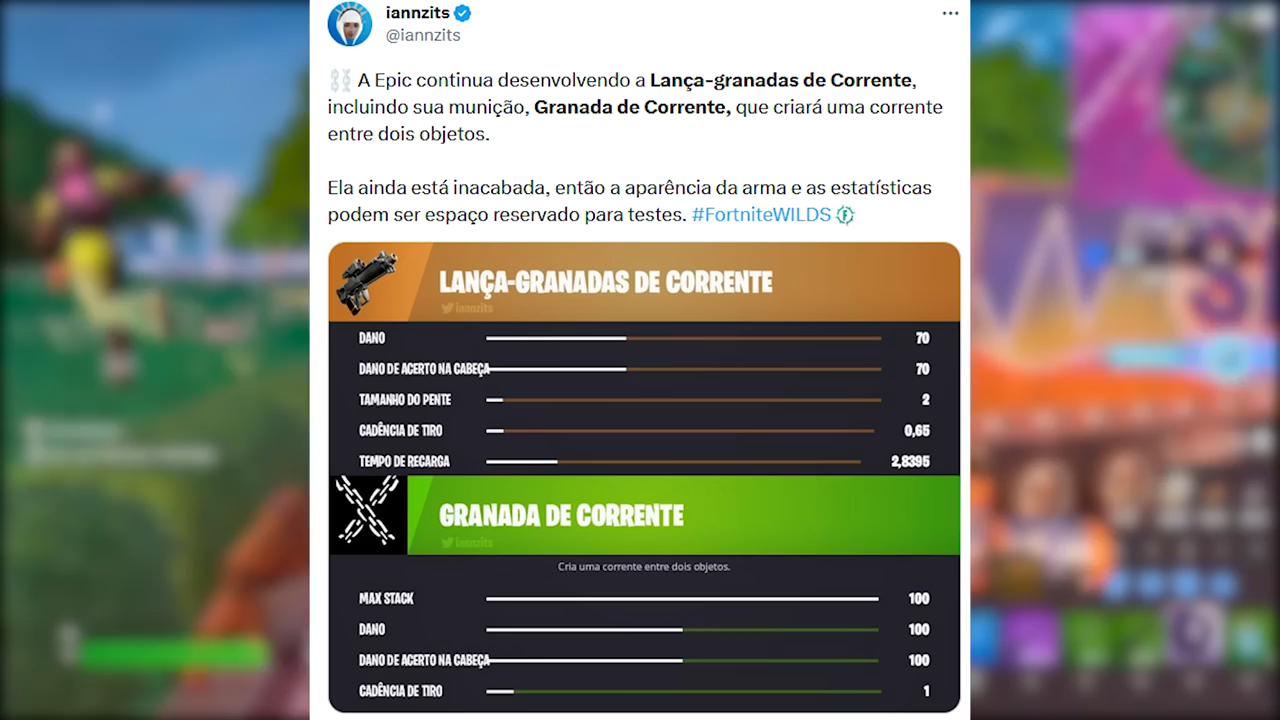 iannzits
@iannzits
A Epic continua desenvolvendo a Lança-granadas de Corrente,
incluindo sua munição, Granada de Corrente, que criará uma corrente
entre dois objetos.
Ela ainda está inacabada, então a aparência da arma e as estatísticas
podem ser espaço reservado para testes. #FortniteWILDS
LANÇA-GRANADAS DE CORRENTE
iannzits
DANO 70
DANO DE ACERTO NA CABEÇA 70
TAMANHO DO PENTE 2
CADÊNCIA DE TIRO 0,65
TEMPO DE RECARGA 2,8395
GRANADA DE CORRENTE
iannzits
Cria uma corrente entre dois objetos.
MAX STACK 100
DANO 100
DANO DE ACERTO NA CABEÇA 100
CADÊNCIA DE TIRO 1